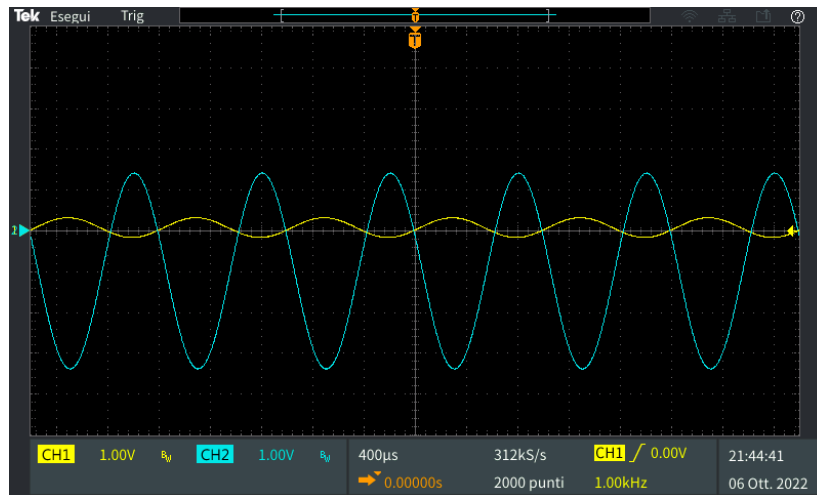 Tek Esegui Trig
T
T
1
CH1 1.00V BW CH2 1.00V BW 400µs 312kS/s CH1 0.00V 21:44:41
0.00000s 2000 punti 1.00kHz 06 Ott. 2022